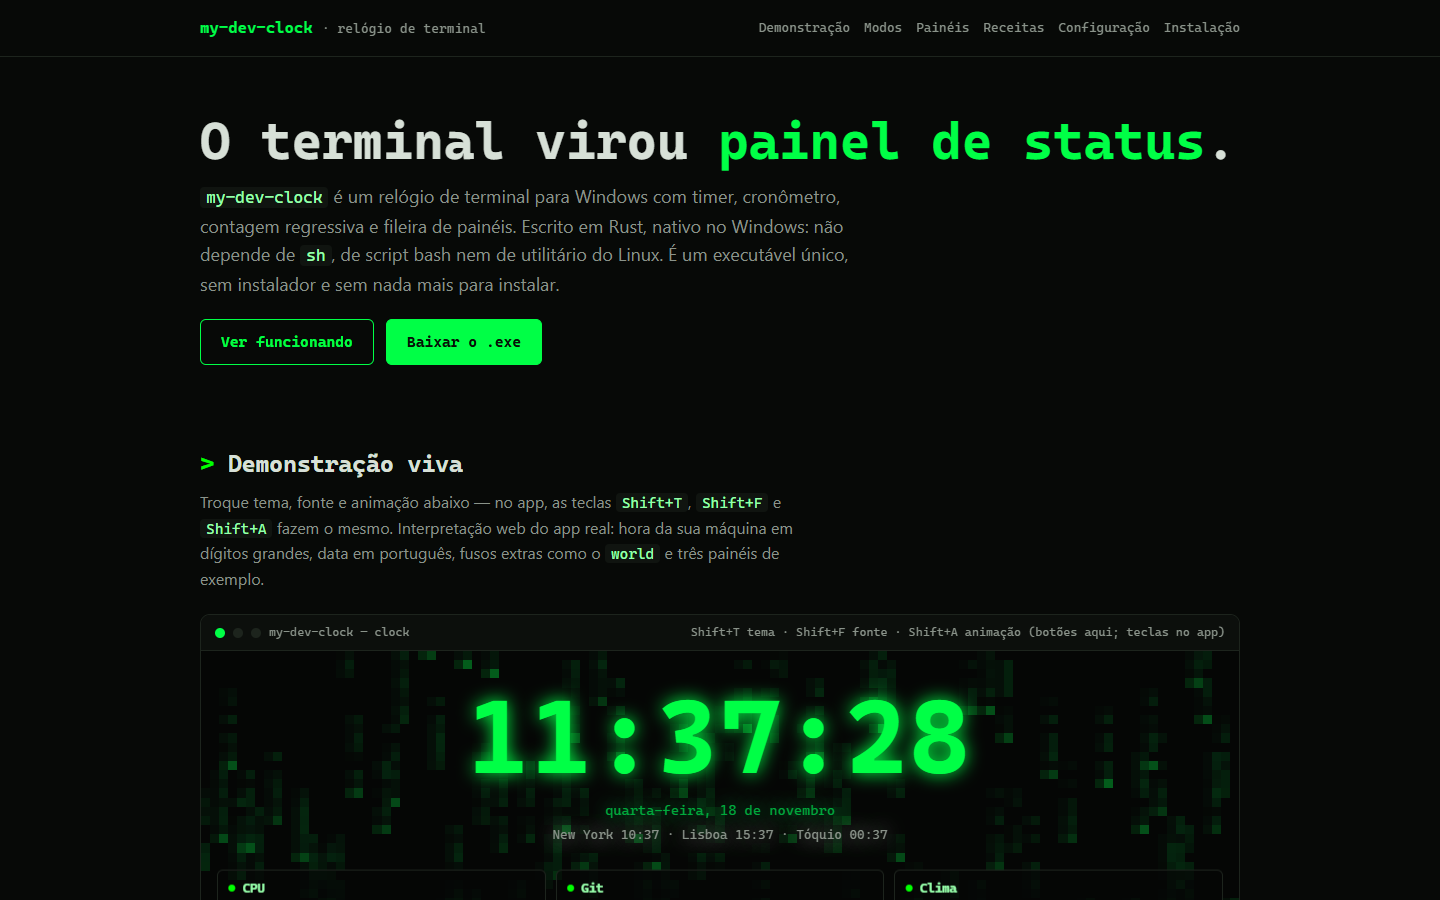 my-dev-clock · relógio de terminal
Demonstração Modos Painéis Receitas Configuração Instalação
O terminal virou painel de status.
my-dev-clock é um relógio de terminal para Windows com timer, cronômetro,
contagem regressiva e fileira de painéis. Escrito em Rust, nativo no Windows: não
depende de sh, de script bash nem de utilitário do Linux. É um executável único,
sem instalador e sem nada mais para instalar.
Ver funcionando
Baixar o .exe
> Demonstração viva
Troque tema, fonte e animação abaixo — no app, as teclas Shift+T, Shift+F e
Shift+A fazem o mesmo. Interpretação web do app real: hora da sua máquina em
dígitos grandes, data em português, fusos extras como o world e três painéis de
exemplo.
my-dev-clock — clock
Shift+T tema · Shift+F fonte · Shift+A animação (botões aqui; teclas no app)
11:37:28
quarta-feira, 18 de novembro
New York 10:37 · Lisboa 15:37 · Tóquio 00:37
CPU
Git
Clima